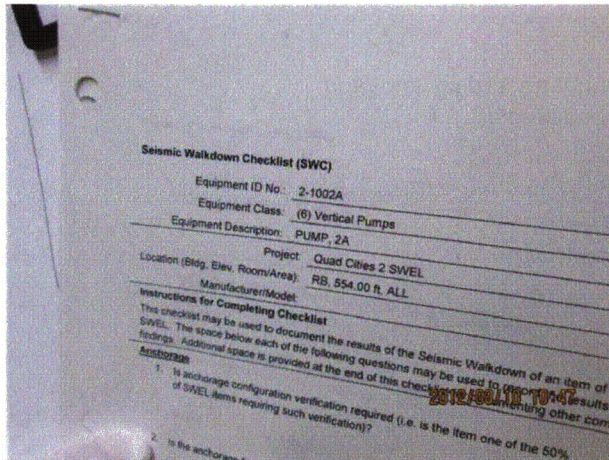 Seismic Walkdown Checklist (SWC)
Equipment ID No.: 2-1002A
Equipment Class: (6) Vertical Pumps
Equipment Description: PUMP, 2A
Project: Quad Cities 2 SWEL
Location (Bldg, Elev, Room/Area): RB, 554.00 ft, ALL
Manufacturer/Model:
Instructions for Completing Checklist
This checklist may be used to document the results of the Seismic Walkdown of an item of
SWEL. The space below each of the following questions may be used to results
findings. Additional space is provided at the end of this other com
Anchorage
1. Is anchorage configuration verification required (i.e. is the item one of the 50%
of SWEL items requiring such verification)?
2. Is the anchorage